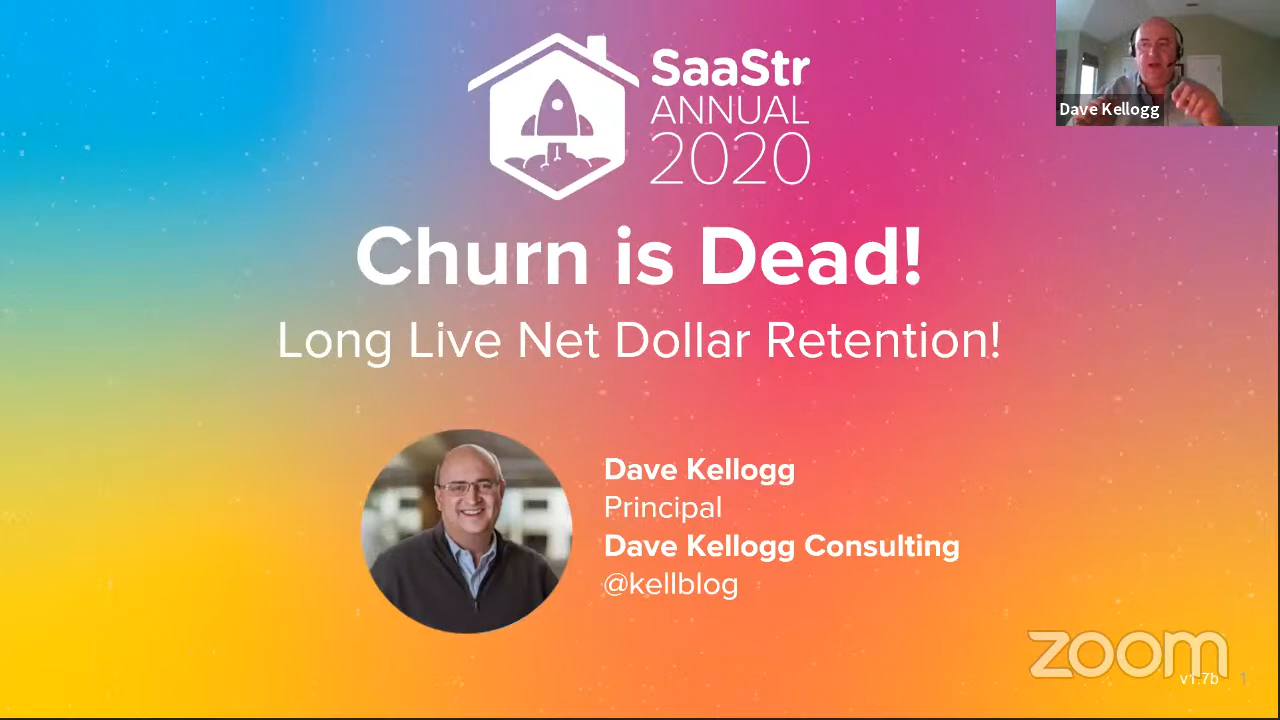 SaaStr
ANNUAL
2020
Dave Kellogg
Churn is Dead!
Long Live Net Dollar Retention!
Dave Kellogg
Principal
Dave Kellogg Consulting
@kellblog
zoom
v1.7b 1